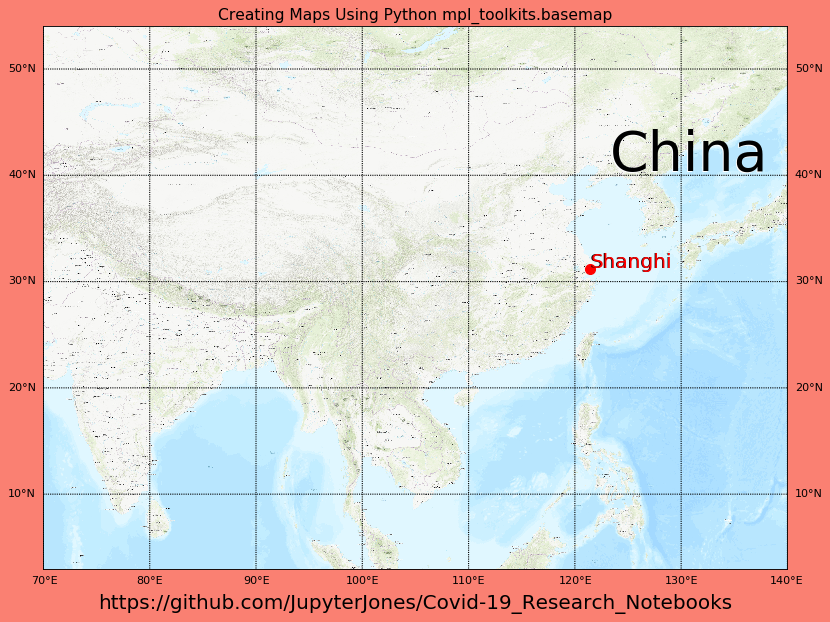 Creating Maps Using Python mpl_toolkits.basemap
50°N 50°N
China
40°N 40°N
Shanghi
30°N 30°N
20°N 20°N
10°N 10°N
70°E 80°E 90°E 100°E 110°E 120°E 130°E 140°E
https://github.com/JupyterJones/Covid-19_Research_Notebooks